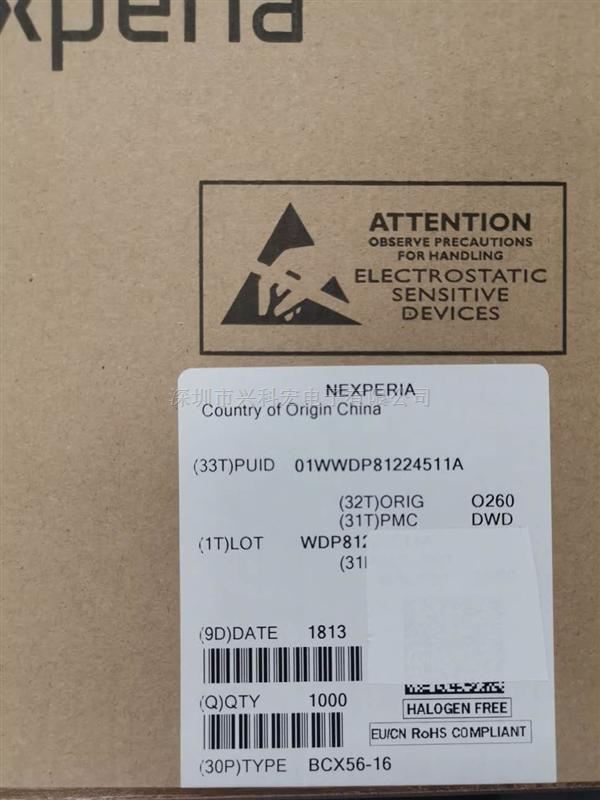 xperia
ATTENTION
OBSERVE PRECAUTIONS
FOR HANDLING
ELECTROSTATIC
SENSITIVE
DEVICES
NEXPERIA
深圳市兴科宏电子有限公司
Country of Origin China
(33T)PUID 01WWDP81224511A
(32T)ORIG O260
(31T)PMC DWD
(1T)LOT WDP812
(31
(9D)DATE 1813
(Q)QTY 1000
HALOGEN FREE
EU/CN RoHS COMPLIANT
(30P)TYPE BCX56-16